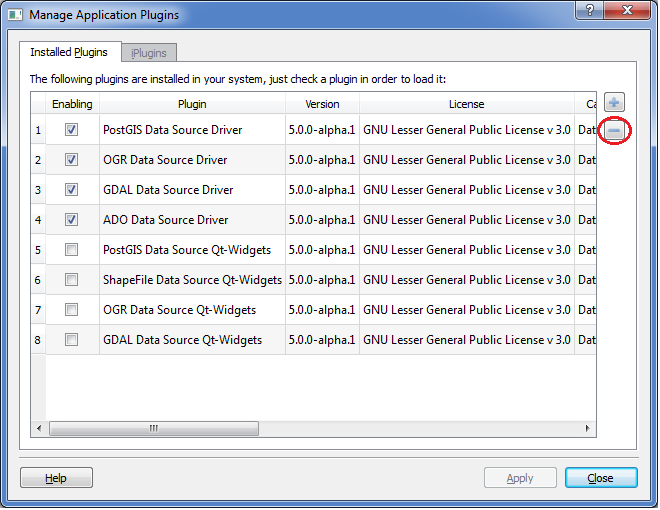 Manage Application Plugins
Installed Plugins iPlugins
The following plugins are installed in your system, just check a plugin in order to load it:
Enabling Plugin Version License Ca
1 PostGIS Data Source Driver 5.0.0-alpha.1 GNU Lesser General Public License v 3.0 Dat
2 OGR Data Source Driver 5.0.0-alpha.1 GNU Lesser General Public License v 3.0 Dat
3 GDAL Data Source Driver 5.0.0-alpha.1 GNU Lesser General Public License v 3.0 Dat
4 ADO Data Source Driver 5.0.0-alpha.1 GNU Lesser General Public License v 3.0 Dat
5 PostGIS Data Source Qt-Widgets 5.0.0-alpha.1 GNU Lesser General Public License v 3.0 Dat
6 ShapeFile Data Source Qt-Widgets 5.0.0-alpha.1 GNU Lesser General Public License v 3.0 Dat
7 OGR Data Source Qt-Widgets 5.0.0-alpha.1 GNU Lesser General Public License v 3.0 Dat
8 GDAL Data Source Qt-Widgets 5.0.0-alpha.1 GNU Lesser General Public License v 3.0 Dat
Help Apply Close